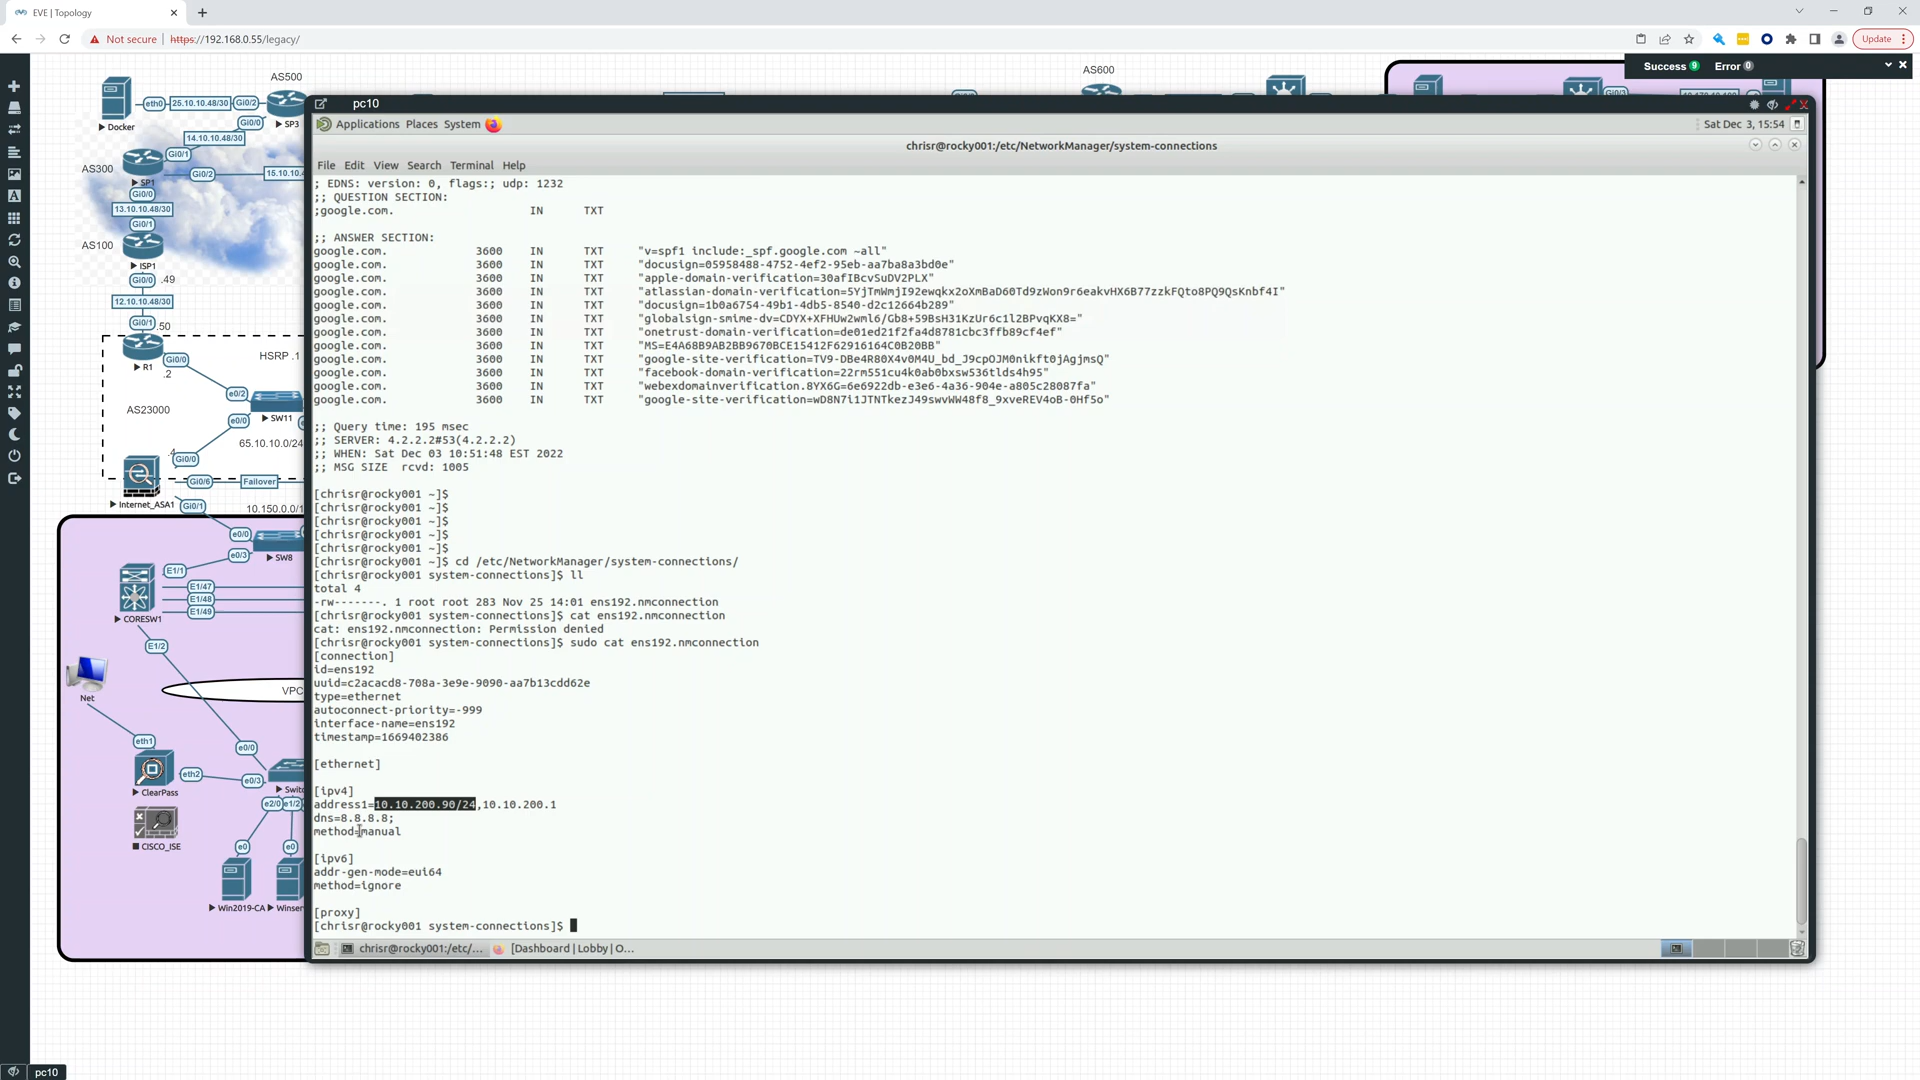 EVE | Topology
Not secure
https://192.168.0.55/legacy/
Update
Success 9 Error 0
AS500
AS600
Docker
eth0
25.10.10.48/30
Gi0/2
SP3
Gi0/0
14.10.10.48/30
Gi0/1
AS300
SP1
Gi0/2
15.10.10.4
Gi0/0
13.10.10.48/30
Gi0/1
AS100
ISP1
Gi0/0
.49
12.10.10.48/30
Gi0/1
.50
HSRP .1
R1
Gi0/0
.2
e0/2
AS23000
SW11
e0/0
65.10.10.0/24
.4
Gi0/0
Gi0/6
Failover
Internet_ASA1
Gi0/1
10.150.0.0/1
e0/0
e0/3
SW8
E1/1
E1/47
E1/48
E1/49
CORESW1
E1/2
Net
VPC
eth1
e0/0
eth2
e0/3
ClearPass
Switc
e2/0
e1/2
CISCO_ISE
e0
e0
Win2019-CA
Winser
pc10
Applications Places System
Sat Dec 3, 15:54
chrisr@rocky001:/etc/NetworkManager/system-connections
File Edit View Search Terminal Help
; EDNS: version: 0, flags:; udp: 1232
;; QUESTION SECTION:
;google.com. IN TXT
;; ANSWER SECTION:
google.com. 3600 IN TXT "v=spf1 include:_spf.google.com ~all"
google.com. 3600 IN TXT "docusign=05958488-4752-4ef2-95eb-aa7ba8a3bd0e"
google.com. 3600 IN TXT "apple-domain-verification=30afIBcvSuDV2PLX"
google.com. 3600 IN TXT "atlassian-domain-verification=5YjTmWmjI92ewqkx2oXmBaD60Td9zWon9r6eakvHX6B77zzkFQto8PQ9QsKnbf4I"
google.com. 3600 IN TXT "docusign=1b0a6754-49b1-4db5-8540-d2c12664b289"
google.com. 3600 IN TXT "globalsign-smime-dv=CDYX+XFHUw2wml6/Gb8+59BsH31KzUr6c1l2BPvqKX8="
google.com. 3600 IN TXT "onetrust-domain-verification=de01ed21f2fa4d8781cbc3ffb89cf4ef"
google.com. 3600 IN TXT "MS=E4A68B9AB2BB9670BCE15412F62916164C0B20BB"
google.com. 3600 IN TXT "google-site-verification=TV9-DBe4R80X4v0M4U_bd_J9cpOJM0nikft0jAgjmsQ"
google.com. 3600 IN TXT "facebook-domain-verification=22rm551cu4k0ab0bxsw536tlds4h95"
google.com. 3600 IN TXT "webexdomainverification.8YX6G=6e6922db-e3e6-4a36-904e-a805c28087fa"
google.com. 3600 IN TXT "google-site-verification=wD8N7i1JTNTkezJ49swvWW48f8_9xveREV4oB-0Hf5o"
;; Query time: 195 msec
;; SERVER: 4.2.2.2#53(4.2.2.2)
;; WHEN: Sat Dec 03 10:51:48 EST 2022
;; MSG SIZE rcvd: 1005
[chrisr@rocky001 ~]$
[chrisr@rocky001 ~]$
[chrisr@rocky001 ~]$
[chrisr@rocky001 ~]$
[chrisr@rocky001 ~]$
[chrisr@rocky001 ~]$ cd /etc/NetworkManager/system-connections/
[chrisr@rocky001 system-connections]$ ll
total 4
-rw-------. 1 root root 283 Nov 25 14:01 ens192.nmconnection
[chrisr@rocky001 system-connections]$ cat ens192.nmconnection
cat: ens192.nmconnection: Permission denied
[chrisr@rocky001 system-connections]$ sudo cat ens192.nmconnection
[connection]
id=ens192
uuid=c2acacd8-708a-3e9e-9090-aa7b13cdd62e
type=ethernet
autoconnect-priority=-999
interface-name=ens192
timestamp=1669402386
[ethernet]
[ipv4]
address1=10.10.200.90/24,10.10.200.1
dns=8.8.8.8;
method=manual
[ipv6]
addr-gen-mode=eui64
method=ignore
[proxy]
[chrisr@rocky001 system-connections]$
chrisr@rocky001:/etc/...
[Dashboard | Lobby | O...
pc10